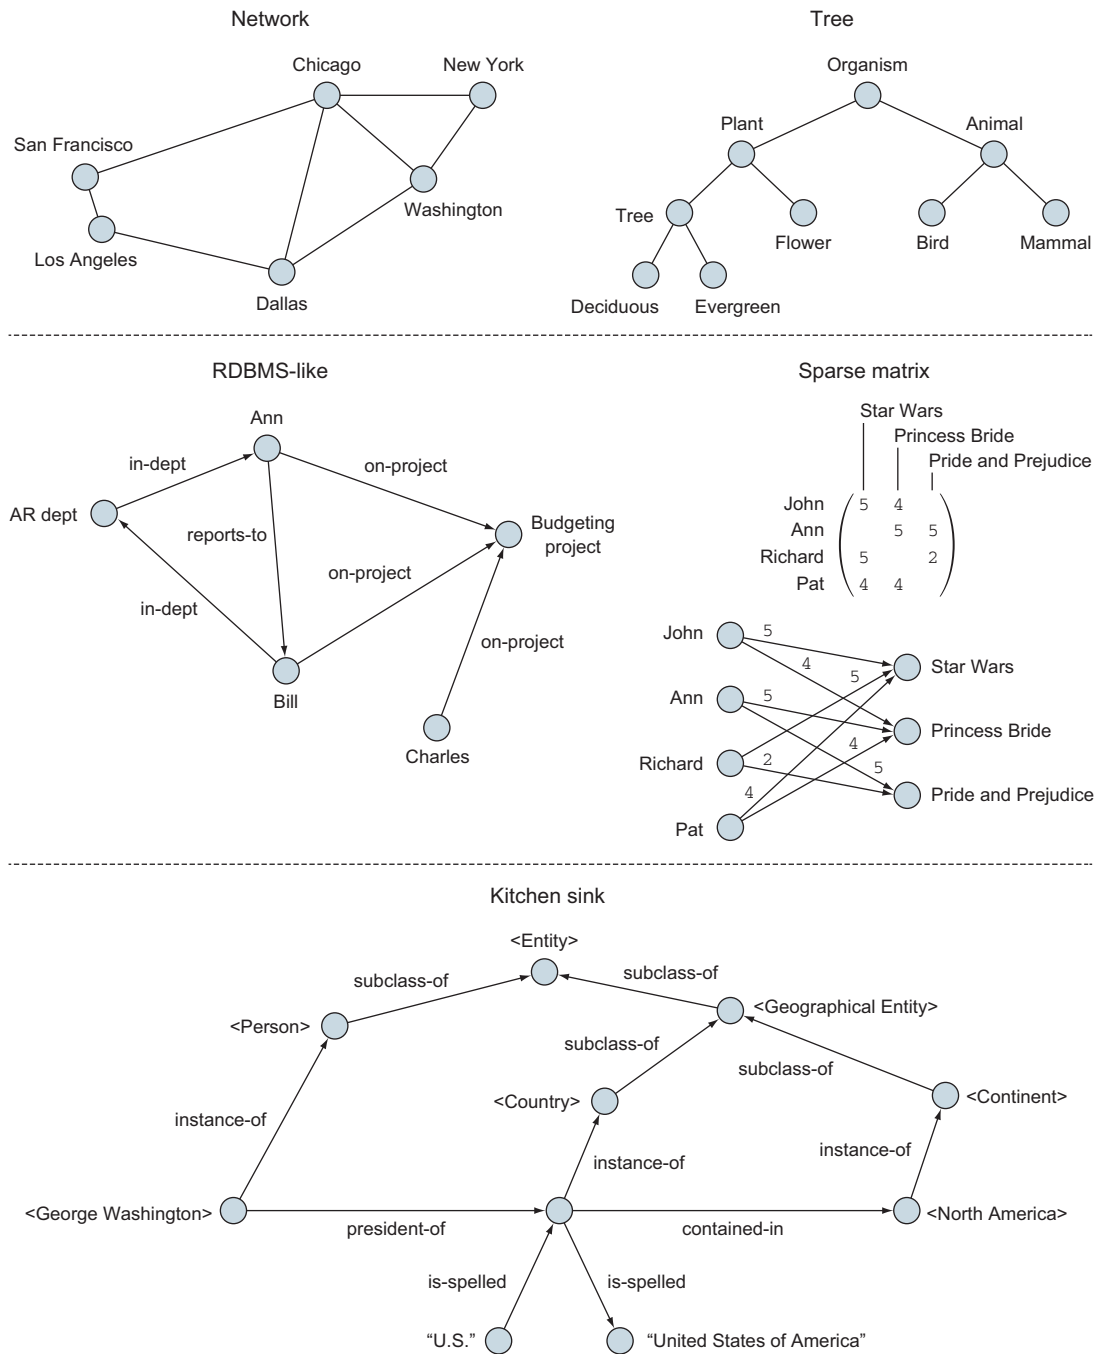 Network
Chicago
New York
San Francisco
Washington
Los Angeles
Dallas
Tree
Organism
Plant
Animal
Tree
Flower
Bird
Mammal
Deciduous
Evergreen
RDBMS-like
Ann
in-dept
on-project
AR dept
reports-to
Budgeting
project
on-project
in-dept
on-project
Bill
Charles
Sparse matrix
Star Wars
Princess Bride
Pride and Prejudice
John 5 4
Ann 5 5
Richard 5 2
Pat 4 4
John
5
4
5
Star Wars
Ann
5
Princess Bride
4
Richard
2
5
4
Pride and Prejudice
Pat
Kitchen sink
<Entity>
subclass-of
subclass-of
<Person>
<Geographical Entity>
subclass-of
subclass-of
<Country>
<Continent>
instance-of
instance-of
instance-of
<George Washington>
<North America>
president-of
contained-in
is-spelled
is-spelled
“U.S.”
“United States of America”